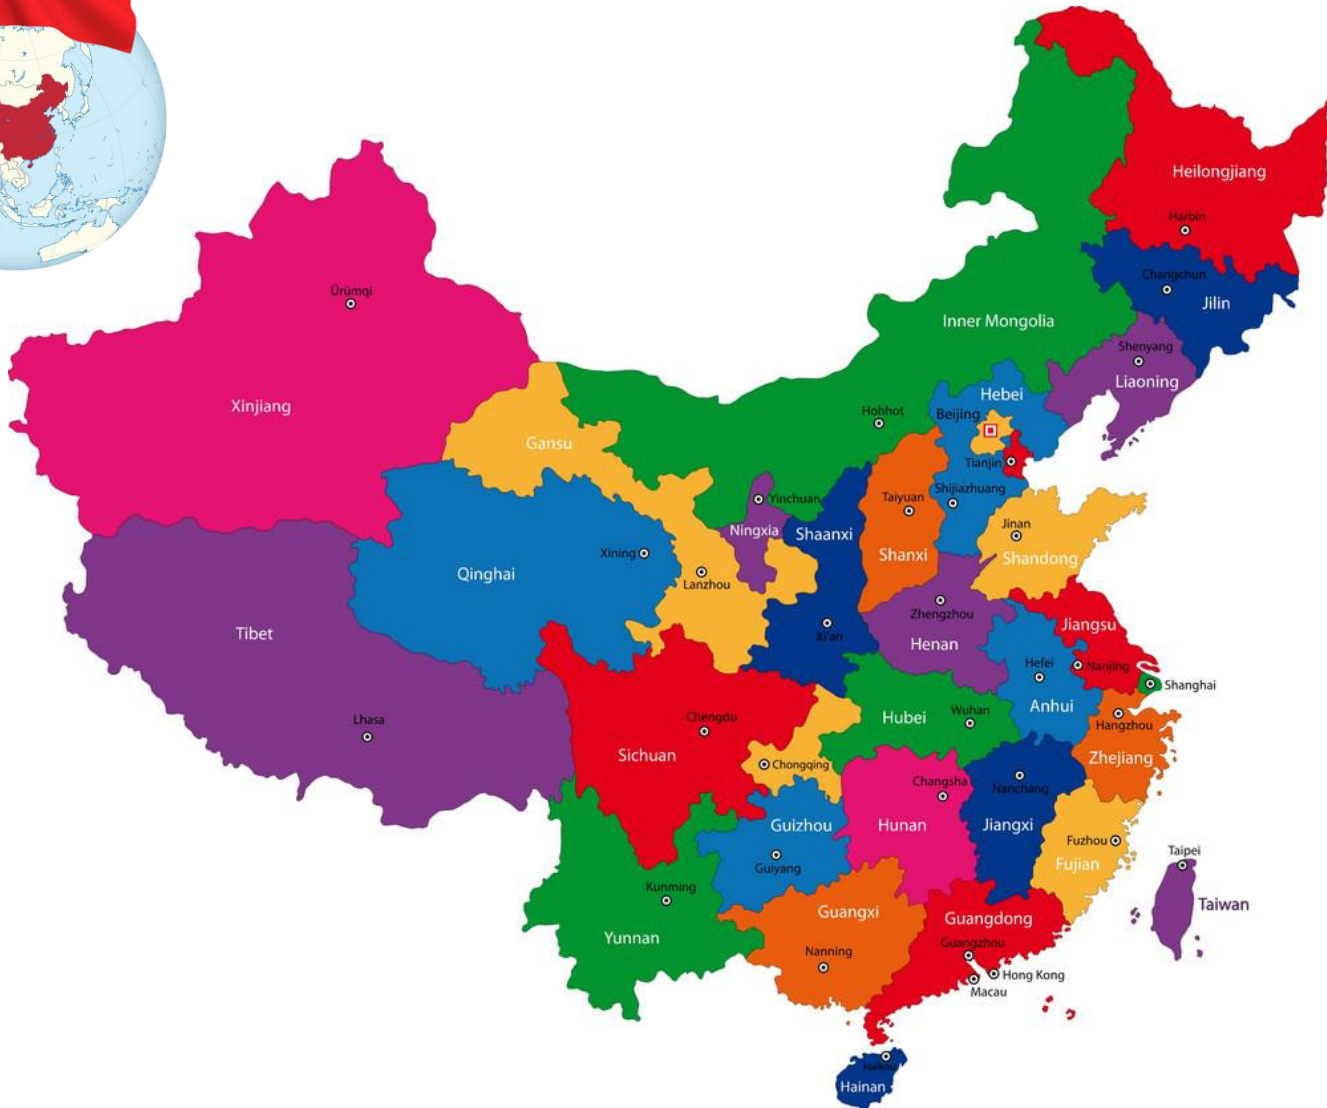 Heilongjiang
Harbin
Changchun
Jilin
Ürümqi
Inner Mongolia
Shenyang
Liaoning
Hebei
Xinjiang
Hohhot
Beijing
Gansu
Tianjin
Shijiazhuang
Taiyuan
Yinchuan
Ningxia
Shaanxi
Jinan
Shanxi
Shandong
Xining
Qinghai
Lanzhou
Zhengzhou
Jiangsu
Tibet
Xi'an
Henan
Hefei
Nanjing
Shanghai
Anhui
Lhasa
Chengdu
Hubei
Wuhan
Hangzhou
Sichuan
Chongqing
Zhejiang
Changsha
Nanchang
Guizhou
Hunan
Jiangxi
Fuzhou
Taipei
Guiyang
Fujian
Kunming
Taiwan
Guangxi
Guangdong
Yunnan
Nanning
Guangzhou
Hong Kong
Macau
Haikou
Hainan